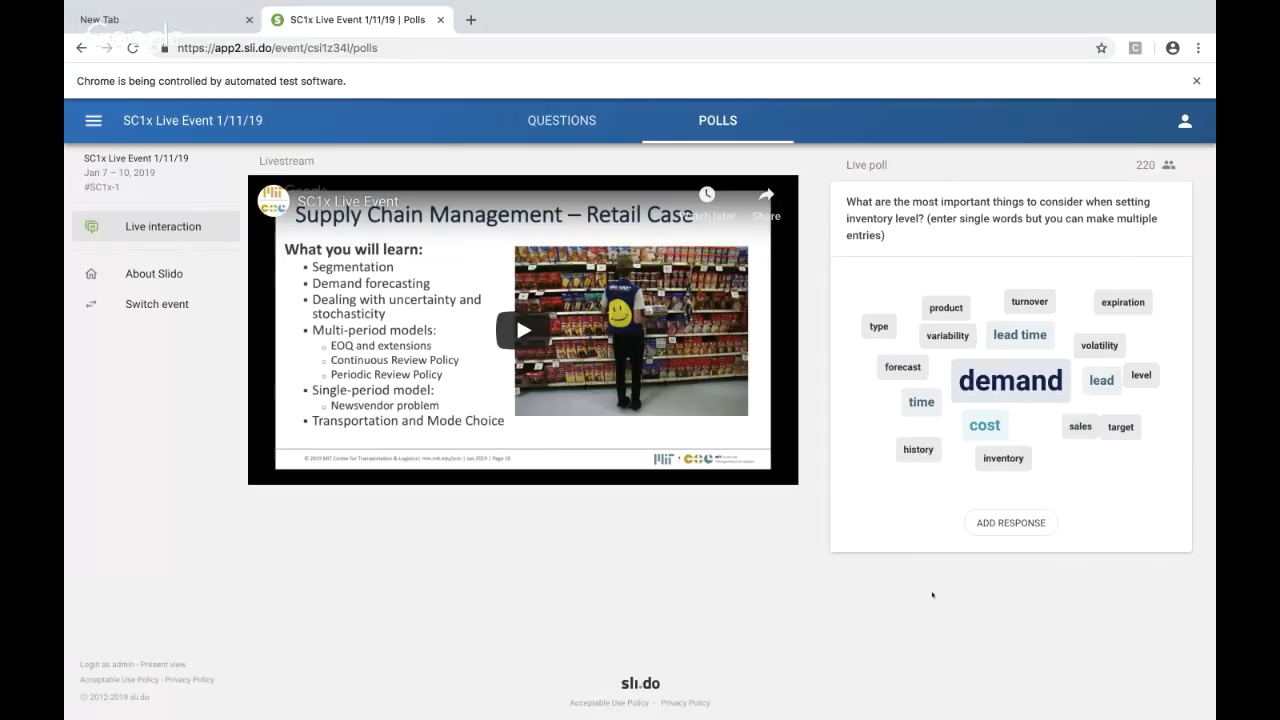 New Tab
SC1x Live Event 1/11/19 | Polls
Google
https://app2.sli.do/event/csi1z34l/polls
Chrome is being controlled by automated test software.
SC1x Live Event 1/11/19
QUESTIONS
POLLS
SC1x Live Event 1/11/19
Jan 7 – 10, 2019
#SC1x-1
Live interaction
About Slido
Switch event
Livestream
SC1x Live Event
Watch later
Share
Supply Chain Management – Retail Case
What you will learn:
▪ Segmentation
▪ Demand forecasting
▪ Dealing with uncertainty and
stochasticity
▪ Multi-period models:
o EOQ and extensions
o Continuous Review Policy
o Periodic Review Policy
▪ Single-period model:
o Newsvendor problem
▪ Transportation and Mode Choice
Live poll
220
What are the most important things to consider when setting
inventory level? (enter single words but you can make multiple
entries)
product
turnover
expiration
type
variability
lead time
volatility
forecast
demand
lead
level
time
cost
sales
target
history
inventory
ADD RESPONSE
Login as admin - Present view
Acceptable Use Policy - Privacy Policy
© 2012-2019 sli.do
sli.do
Acceptable Use Policy - Privacy Policy